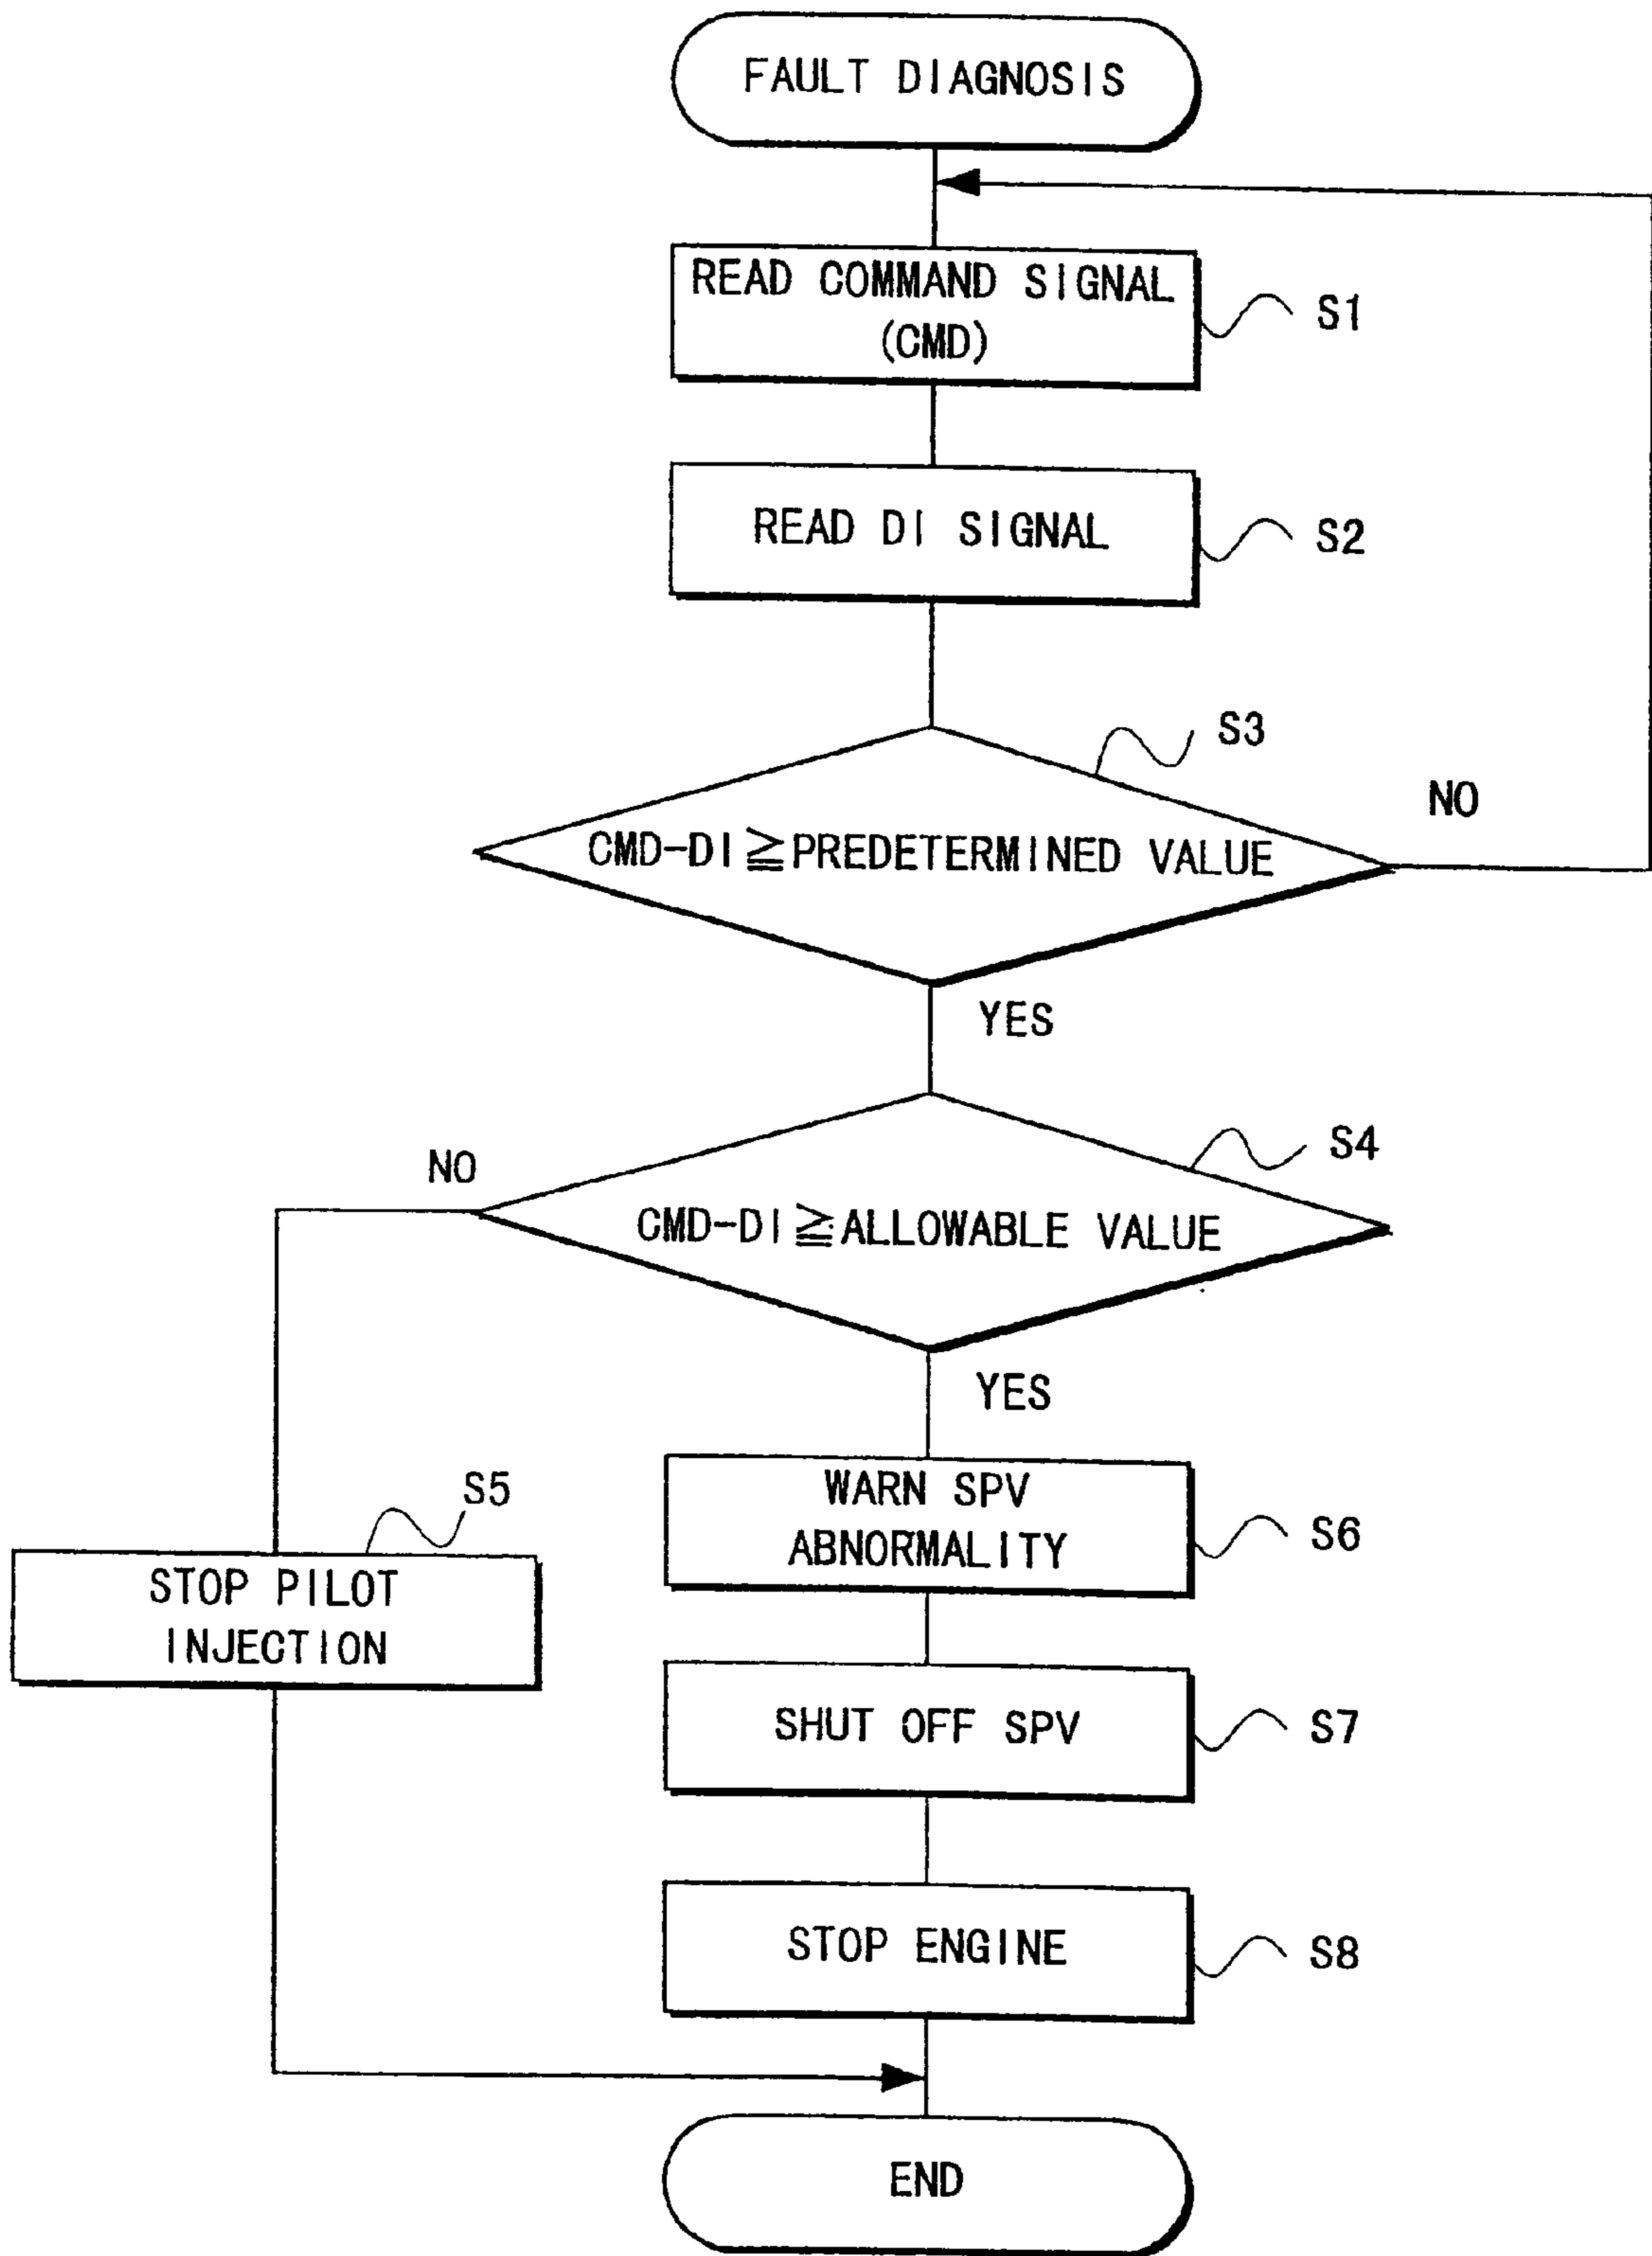 FAULT DIAGNOSIS
READ COMMAND SIGNAL
(CMD)
S1
READ DI SIGNAL
S2
S3
CMD-DI≧PREDETERMINED VALUE
NO
YES
S4
NO
CMD-DI≧ALLOWABLE VALUE
YES
S5
STOP PILOT
INJECTION
WARN SPV
ABNORMALITY
S6
SHUT OFF SPV
S7
STOP ENGINE
S8
END